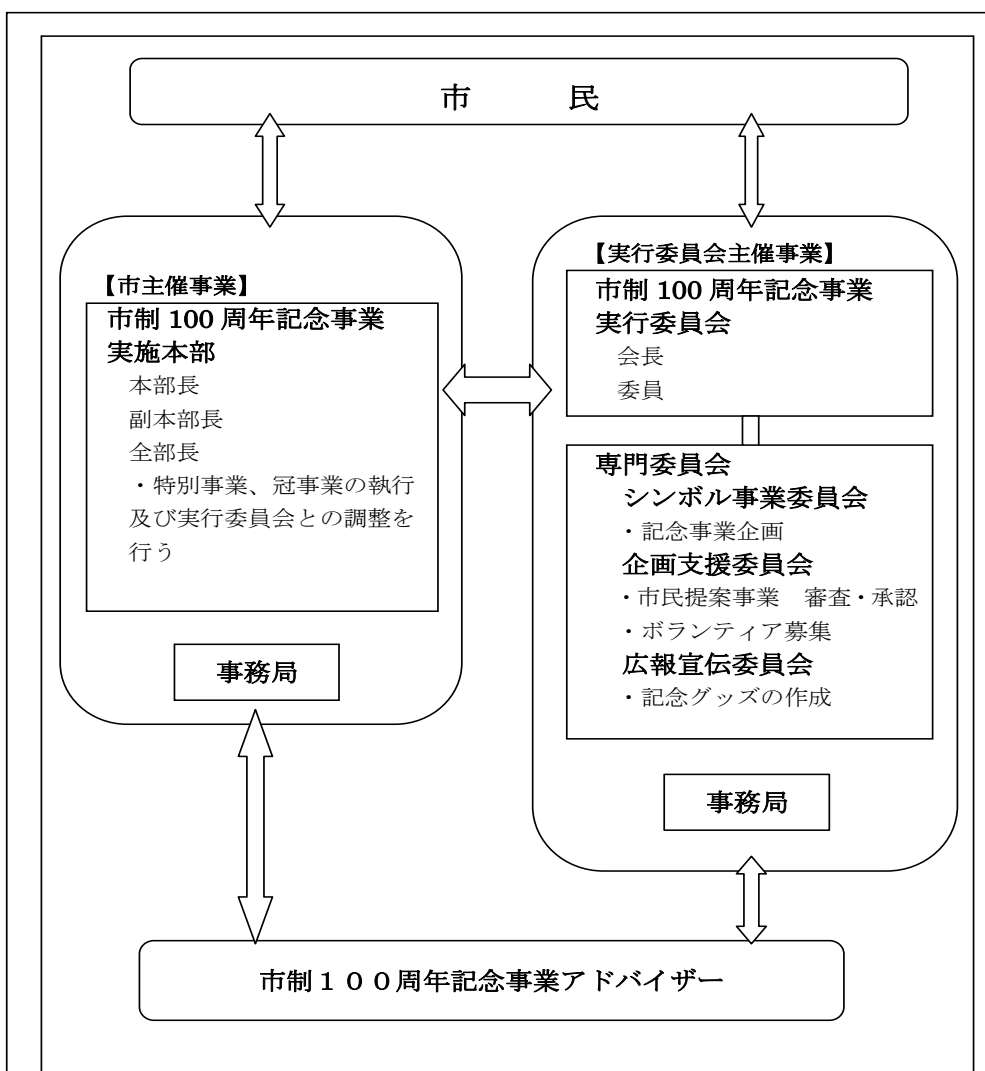 市　　　民
【市主催事業】
市制 100 周年記念事業
実施本部
本部長
副本部長
全部長
・特別事業、冠事業の執行
及び実行委員会との調整を
行う
事務局
【実行委員会主催事業】
市制 100 周年記念事業
実行委員会
会長
委員
専門委員会
シンボル事業委員会
・記念事業企画
企画支援委員会
・市民提案事業　審査・承認
・ボランティア募集
広報宣伝委員会
・記念グッズの作成
事務局
市制１００周年記念事業アドバイザー